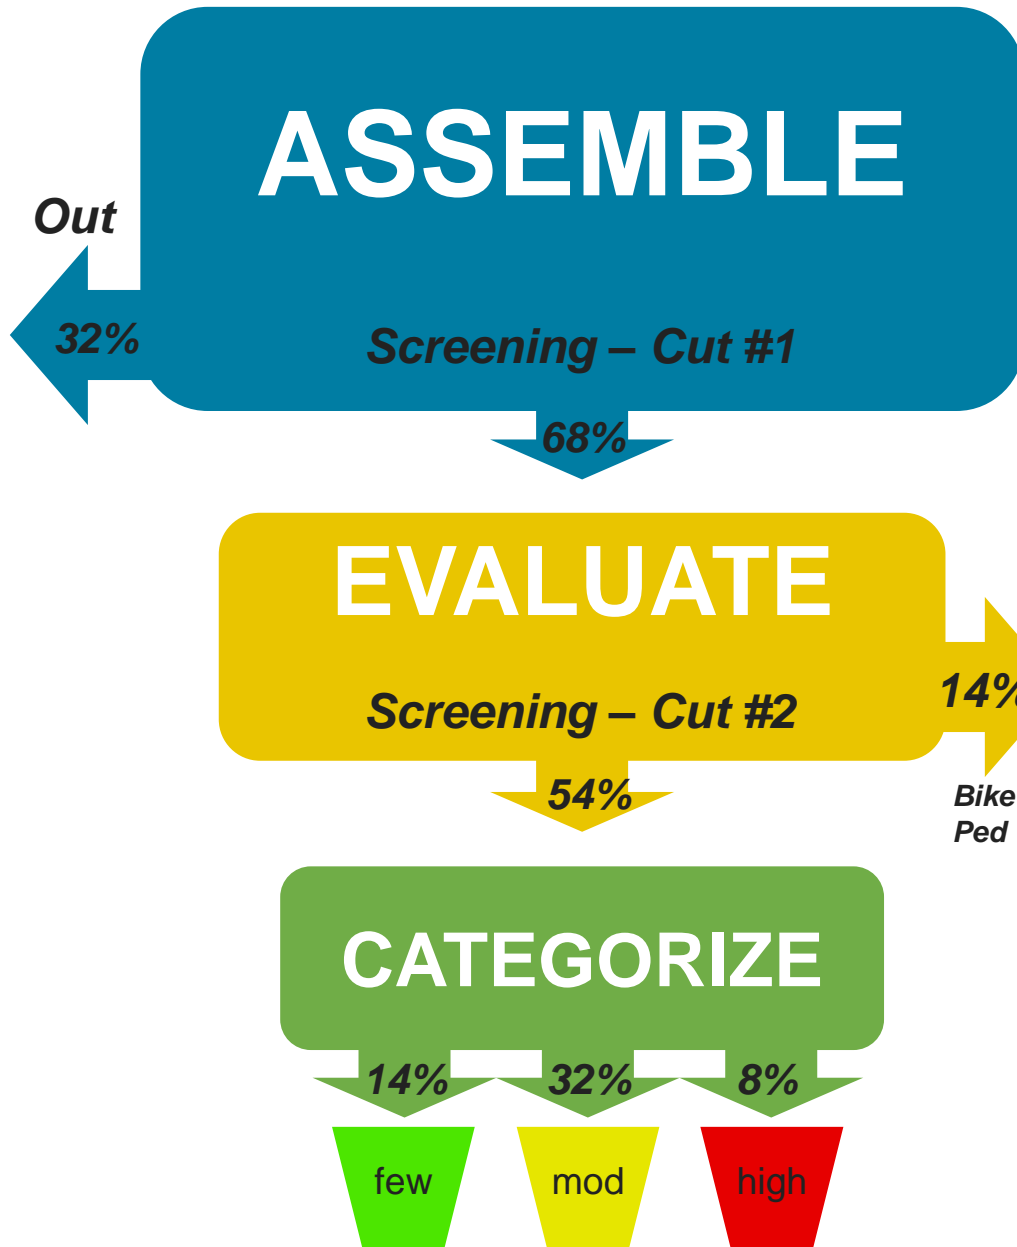 ASSEMBLE
Out
32%
Screening – Cut #1
68%
EVALUATE
Screening – Cut #2
14%
54%
Bike
Ped
CATEGORIZE
14%
32%
8%
few
mod
high